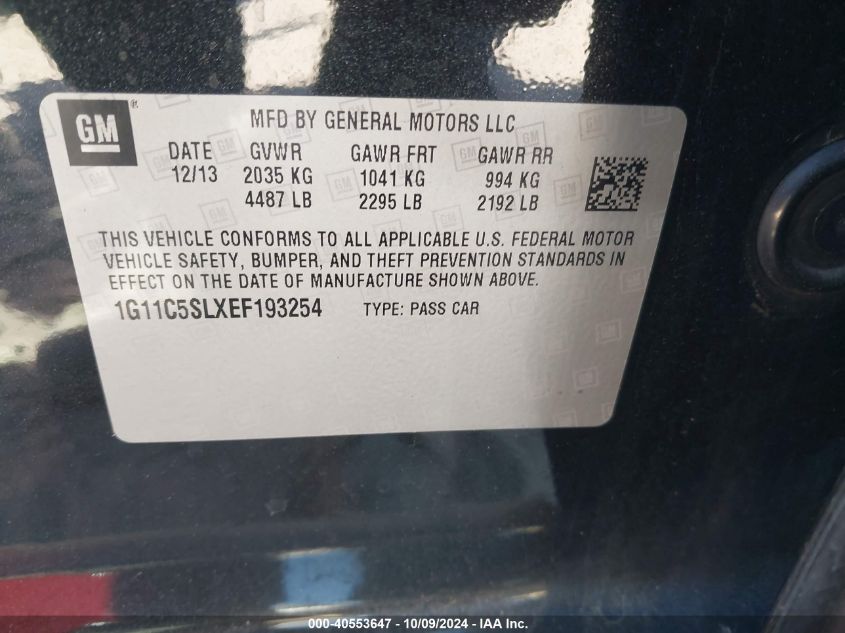 GM ®
MFD BY GENERAL MOTORS LLC
DATE GVWR GAWR FRT GAWR RR
12/13 2035 KG 1041 KG 994 KG
4487 LB 2295 LB 2192 LB
THIS VEHICLE CONFORMS TO ALL APPLICABLE U.S. FEDERAL MOTOR
VEHICLE SAFETY, BUMPER, AND THEFT PREVENTION STANDARDS IN
EFFECT ON THE DATE OF MANUFACTURE SHOWN ABOVE.
1G11C5SLXEF193254 TYPE: PASS CAR
000-40553647 - 10/09/2024 - IAA Inc.